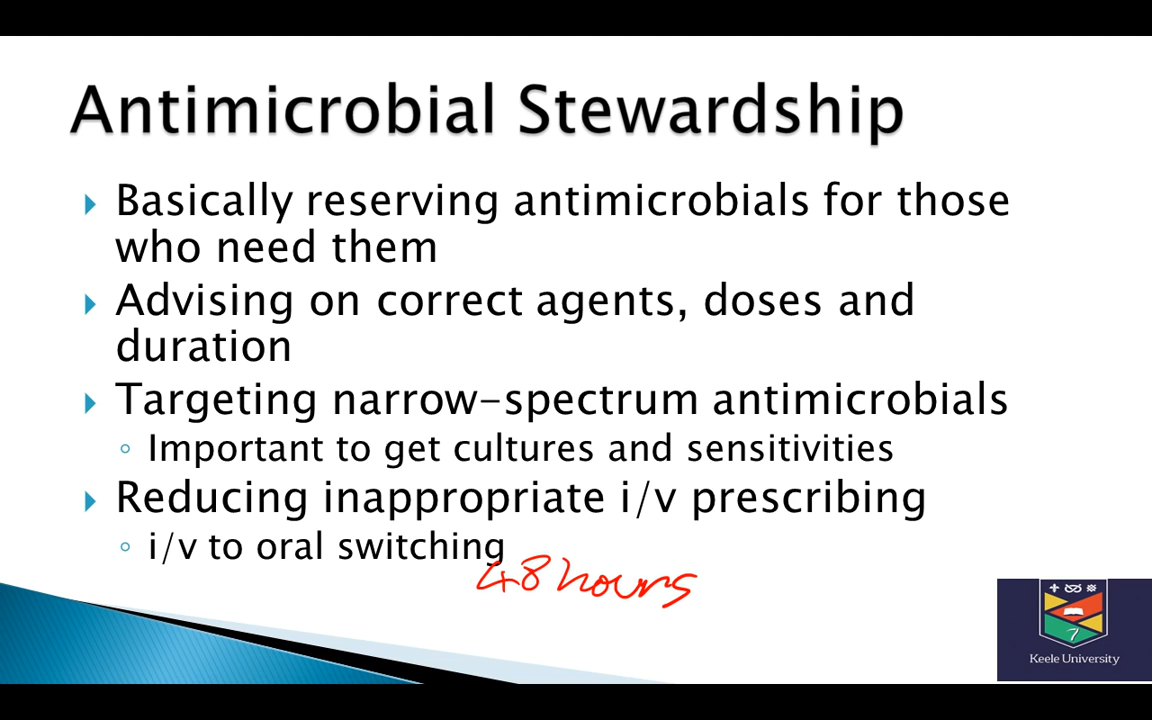 Antimicrobial Stewardship
Basically reserving antimicrobials for those
who need them
Advising on correct agents, doses and
duration
Targeting narrow-spectrum antimicrobials
Important to get cultures and sensitivities
Reducing inappropriate i/v prescribing
i/v to oral switching
48 hours
Keele University